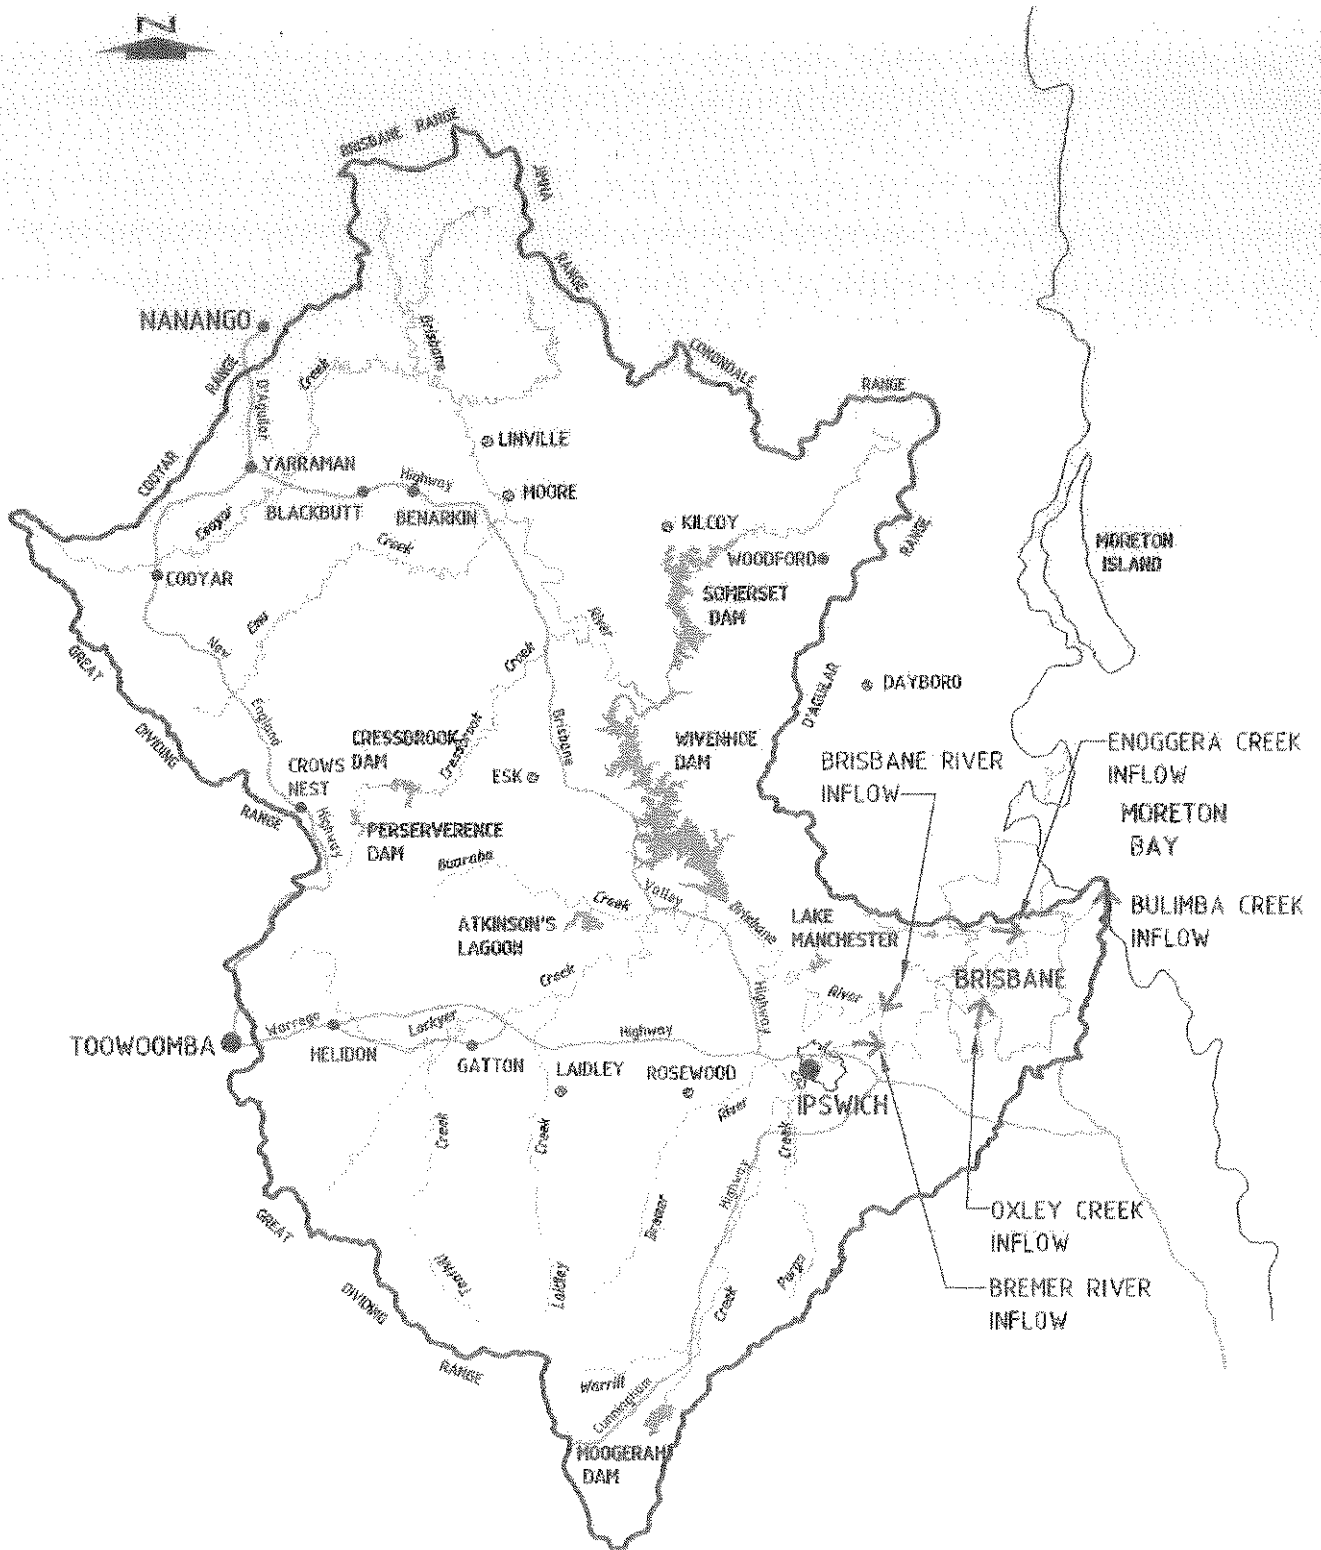 N
BRISBANE RANGE
JIMNA
RANGE
NANANGO
Brisbane
CONONDALE
RANGE
COOYAR RANGE
D'Aguilar
Creek
LINVILLE
YARRAMAN
Highway
MOORE
BLACKBUTT
BENARKIN
KILCOY
Cooyar
Creek
WOODFORD
RANGE
MORETON
ISLAND
COOYAR
SOMERSET
DAM
Emu
River
New
Creek
GREAT
D'AGUILAR
DAYBORO
England
DIVIDING
CRESSBROOK
DAM
Cressbrook
Brisbane
WIVENHOE
DAM
ENOGGERA CREEK
INFLOW
BRISBANE RIVER
INFLOW
CROWS
NEST
ESK
RANGE
Highway
PERSERVERENCE
DAM
MORETON
BAY
Buaraba
Creek
Valley
Brisbane
LAKE
MANCHESTER
BULIMBA CREEK
INFLOW
ATKINSON'S
LAGOON
Creek
BRISBANE
River
Highway
Warrego
Lockyer
Highway
TOOWOOMBA
HELIDON
GATTON
LAIDLEY
ROSEWOOD
IPSWICH
River
Creek
Creek
Creek
Highway
OXLEY CREEK
INFLOW
GREAT
Bremer
Tenthill
Laidley
Purga
Creek
BREMER RIVER
INFLOW
DIVIDING
RANGE
Warrill
Cunningham
MOOGERAH
DAM